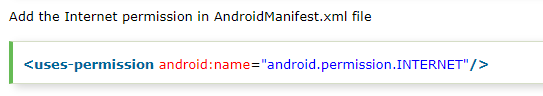 Add the Internet permission in AndroidManifest.xml file
<uses-permission android:name="android.permission.INTERNET"/>